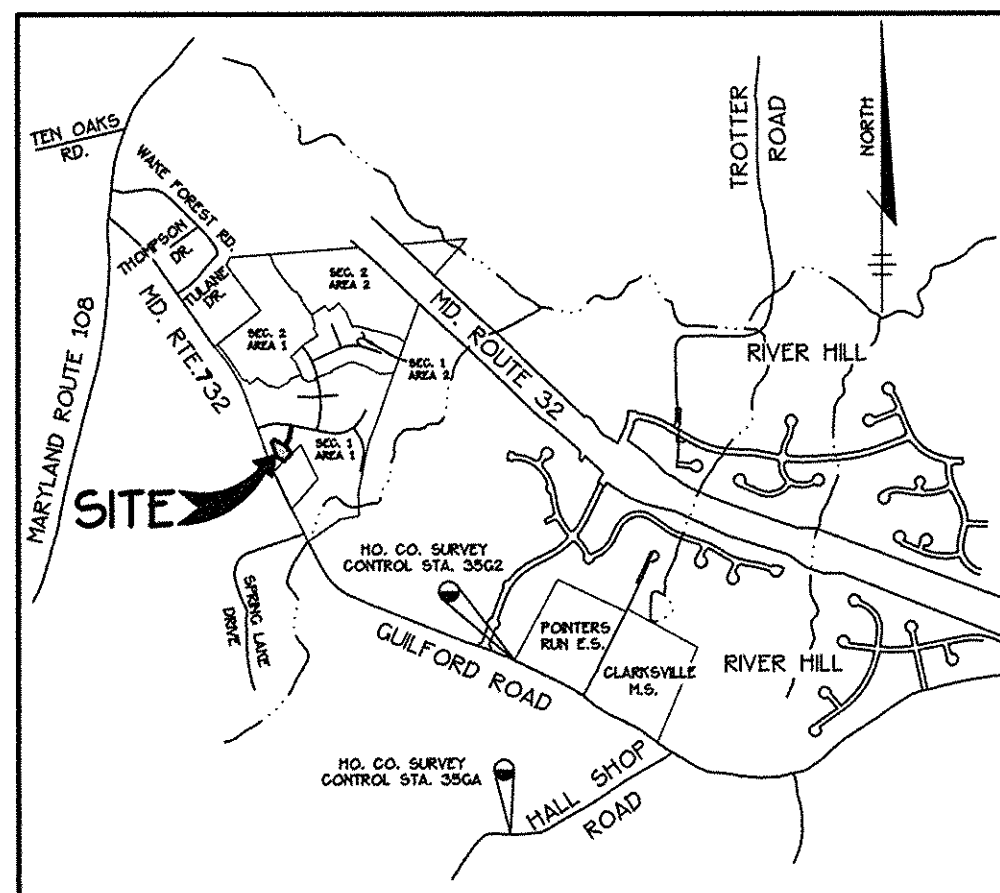 TEN OAKS
RD.
WAKE FOREST RD.
THOMPSON
DR.
TULANE
DR.
MD. RTE.732
MARYLAND ROUTE 108
SEC. 2
AREA 2
SEC. 2
AREA 1
SEC. 1
AREA 2
SEC. 1
AREA 1
MD. ROUTE 32
TROTTER
ROAD
NORTH
RIVER HILL
SITE
SPRING LAKE
DRIVE
HO. CO. SURVEY
CONTROL STA. 35G2
GUILFORD ROAD
POINTERS
RUN E.S.
CLARKSVILLE
M.S.
RIVER HILL
HO. CO. SURVEY
CONTROL STA. 35GA
HALL SHOP
ROAD